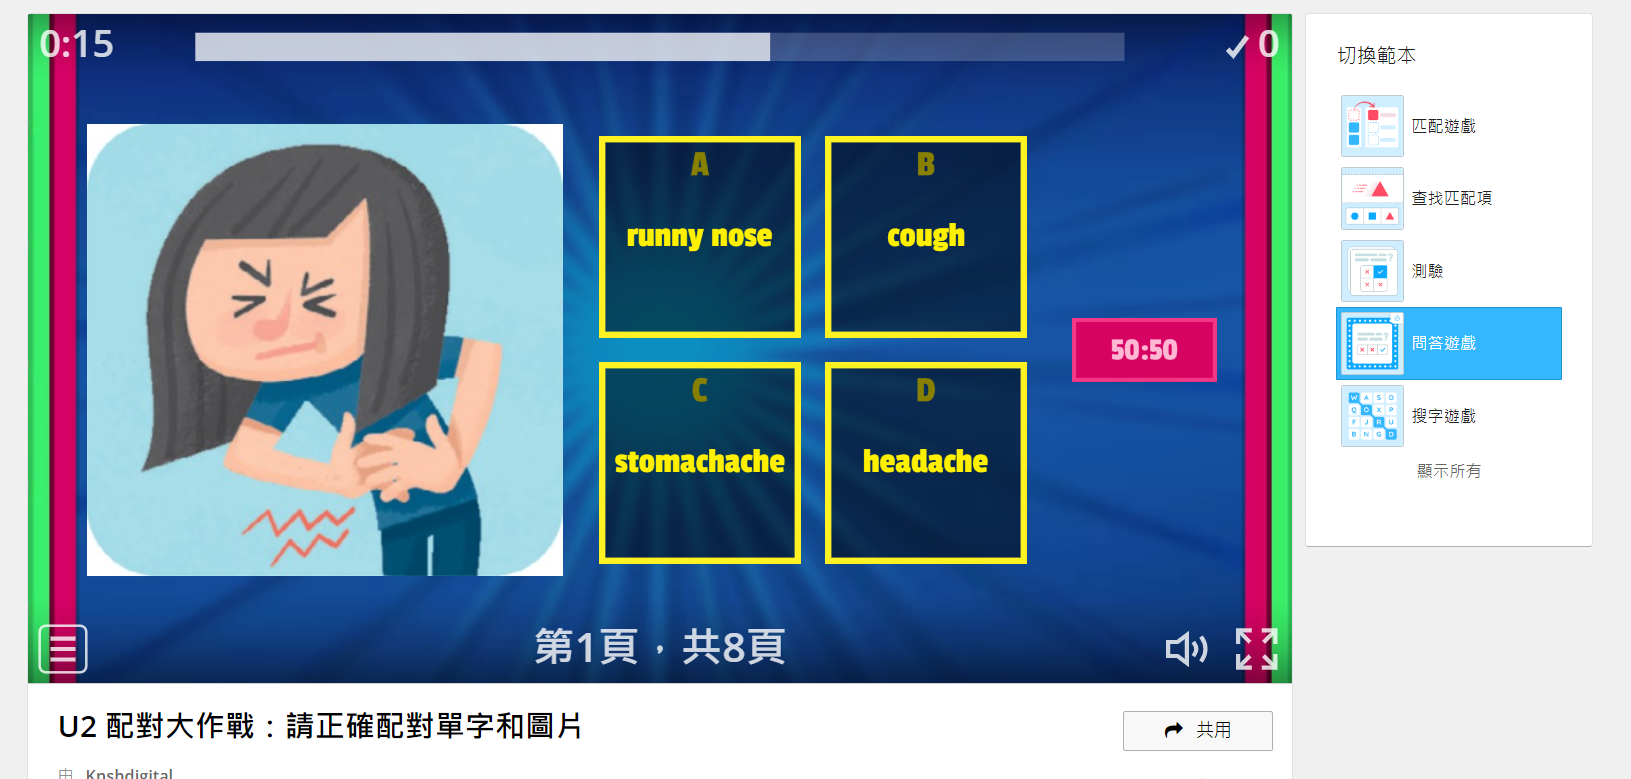 0:15
0
A
runny nose
B
cough
50:50
C
stomachache
D
headache
第1頁，共8頁
U2 配對大作戰：請正確配對單字和圖片
共用
由 Knshdigital
切換範本
匹配遊戲
查找匹配項
測驗
問答遊戲
搜字遊戲
顯示所有